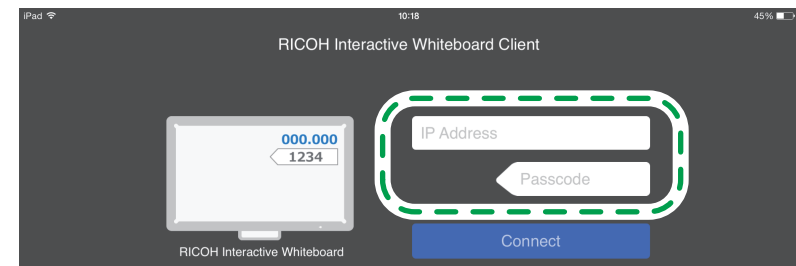 iPad 10:18 45%
RICOH Interactive Whiteboard Client
000.000
1234
RICOH Interactive Whiteboard
IP Address
Passcode
Connect